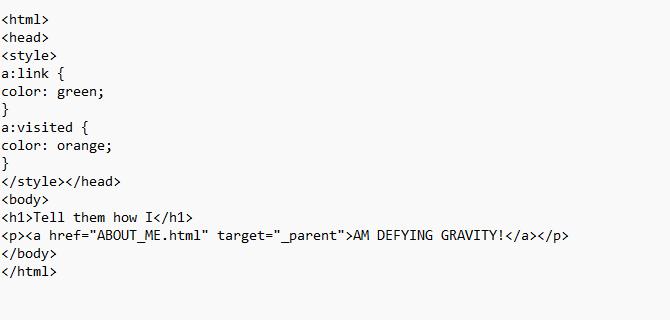 <html>
<head>
<style>
a:link {
color: green;
}
a:visited {
color: orange;
}
</style></head>
<body>
<h1>Tell them how I</h1>
<p><a href="ABOUT_ME.html" target="_parent">AM DEFYING GRAVITY!</a></p>
</body>
</html>